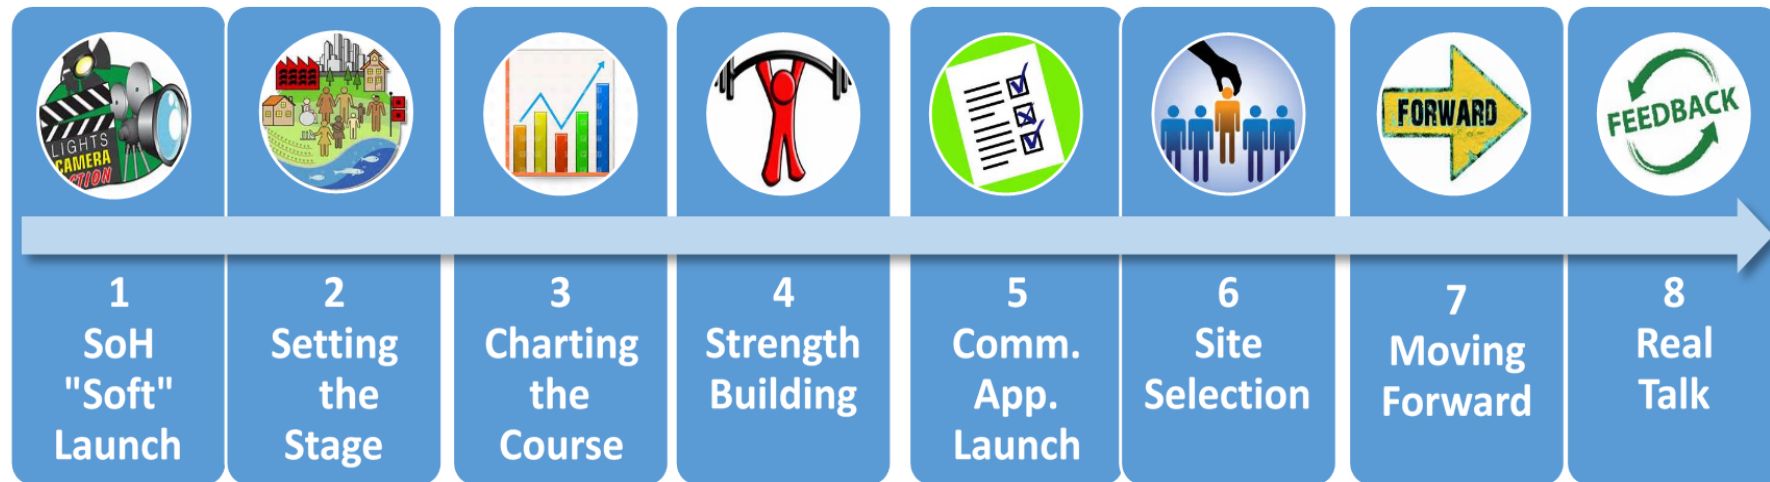 LIGHTS
CAMERA
ACTION
FORWARD
FEEDBACK
1
SoH
"Soft"
Launch
2
Setting
the
Stage
3
Charting
the
Course
4
Strength
Building
5
Comm.
App.
Launch
6
Site
Selection
7
Moving
Forward
8
Real
Talk